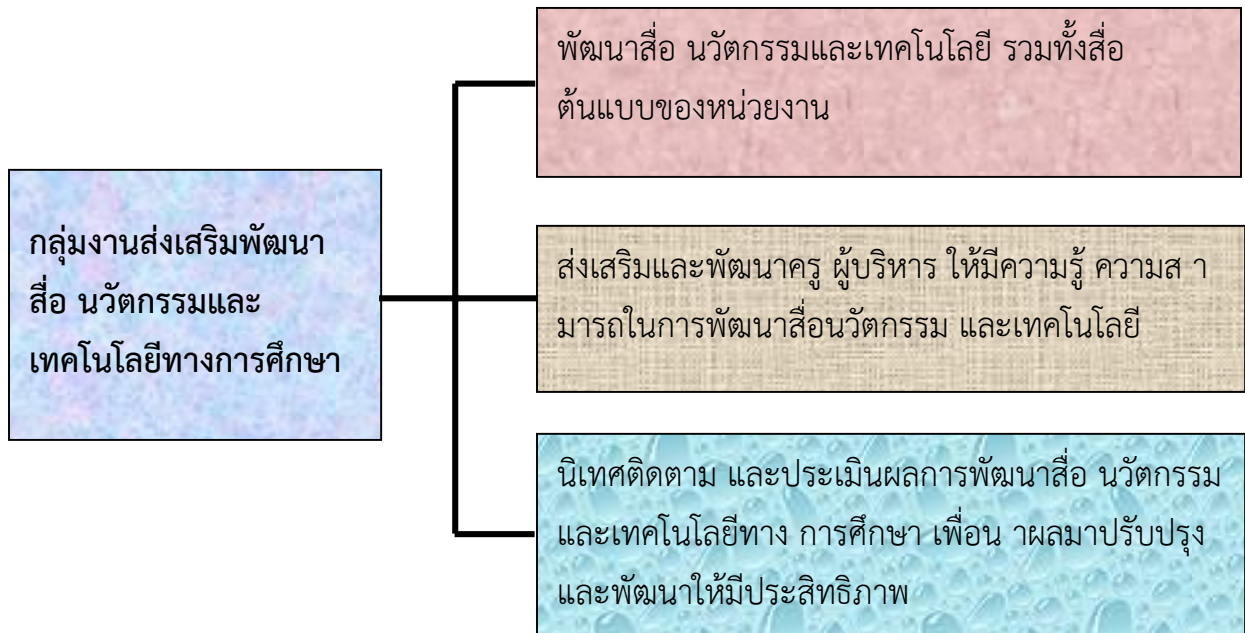 พัฒนาสื่อ นวัตกรรมและเทคโนโลยี รวมทั้งสื่อ
ต้นแบบของหน่วยงาน
กลุ่มงานส่งเสริมพัฒนา
สื่อ นวัตกรรมและ
เทคโนโลยีทางการศึกษา
ส่งเสริมและพัฒนาครู ผู้บริหาร ให้มีความรู้ ความส า
มารถในการพัฒนาสื่อนวัตกรรม และเทคโนโลยี
นิเทศติดตาม และประเมินผลการพัฒนาสื่อ นวัตกรรม
และเทคโนโลยีทาง การศึกษา เพื่อน าผลมาปรับปรุง
และพัฒนาให้มีประสิทธิภาพ